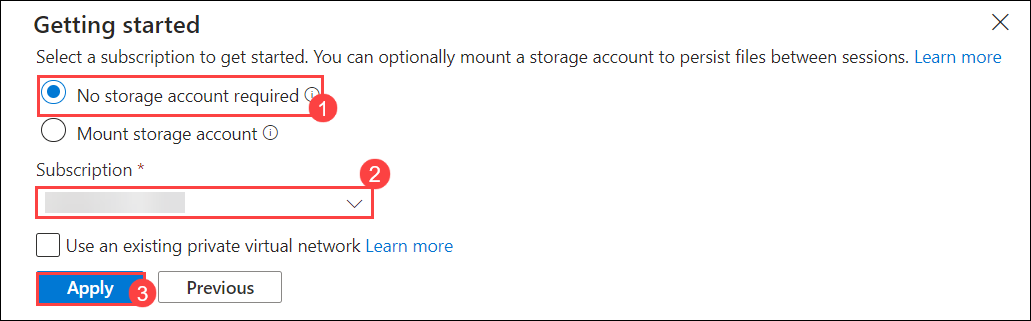 Getting started
Select a subscription to get started. You can optionally mount a storage account to persist files between sessions. Learn more
No storage account required
1
Mount storage account
Subscription *
2
Use an existing private virtual network Learn more
Apply 3 Previous